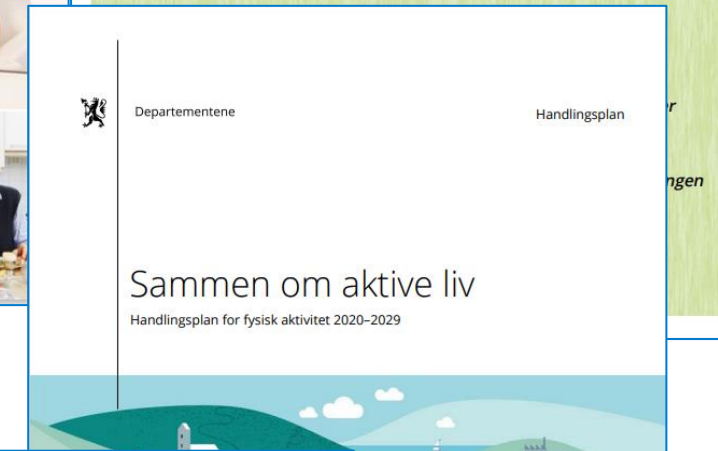 Departementene
Handlingsplan
Sammen om aktive liv
Handlingsplan for fysisk aktivitet 2020–2029